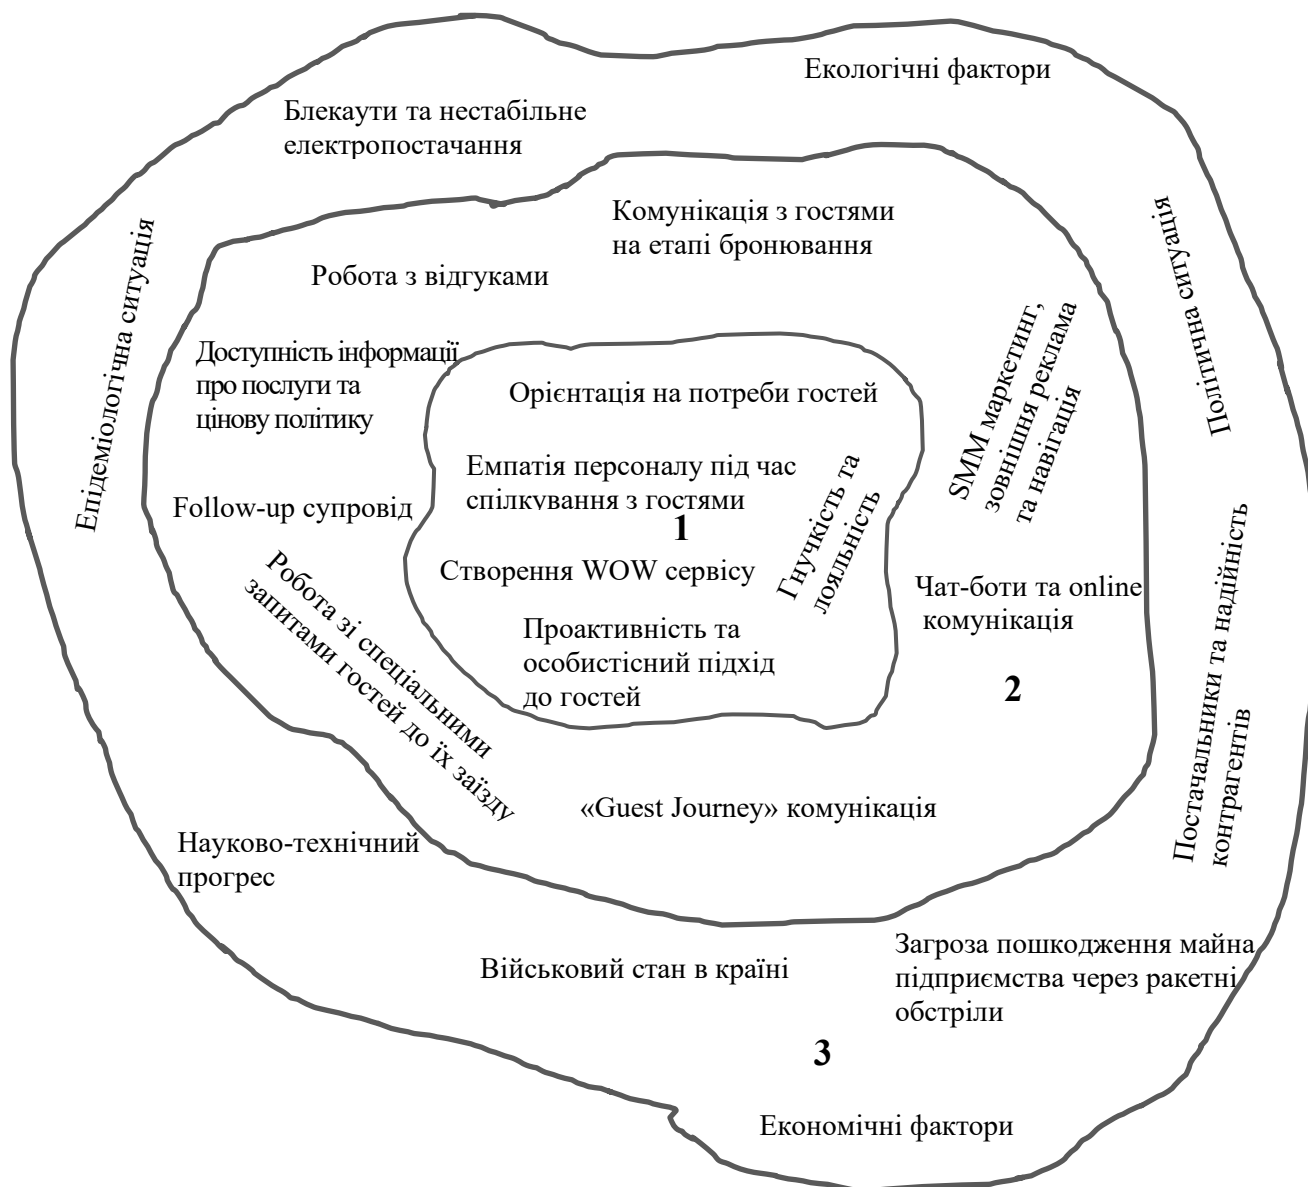 Екологічні фактори
Блекаути та нестабільне
електропостачання
Епідеміологічна ситуація
Політична ситуація
Комунікація з гостями
на етапі бронювання
Робота з відгуками
Доступність інформації
про послуги та
цінову політику
SMM маркетинг,
зовнішня реклама
та навігація
Орієнтація на потреби гостей
Емпатія персоналу під час
спілкування з гостями
1
Гнучкість та
лояльність
Створення WOW сервісу
Проактивність та
особистісний підхід
до гостей
Follow-up супровід
Робота зі спеціальними
запитами гостей до їх заїзду
Чат-боти та online
комунікація
2
«Guest Journey» комунікація
Постачальники та надійність
контрагентів
Науково-технічний
прогрес
Військовий стан в країні
Загроза пошкодження майна
підприємства через ракетні
обстріли
3
Економічні фактори